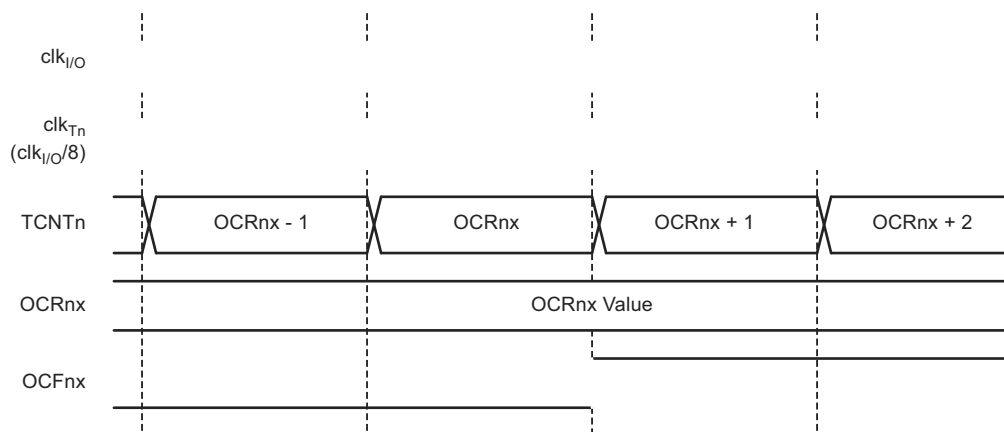 clkI/O
clkTn
(clkI/O/8)
TCNTn OCRnx - 1 OCRnx OCRnx + 1 OCRnx + 2
OCRnx OCRnx Value
OCFnx